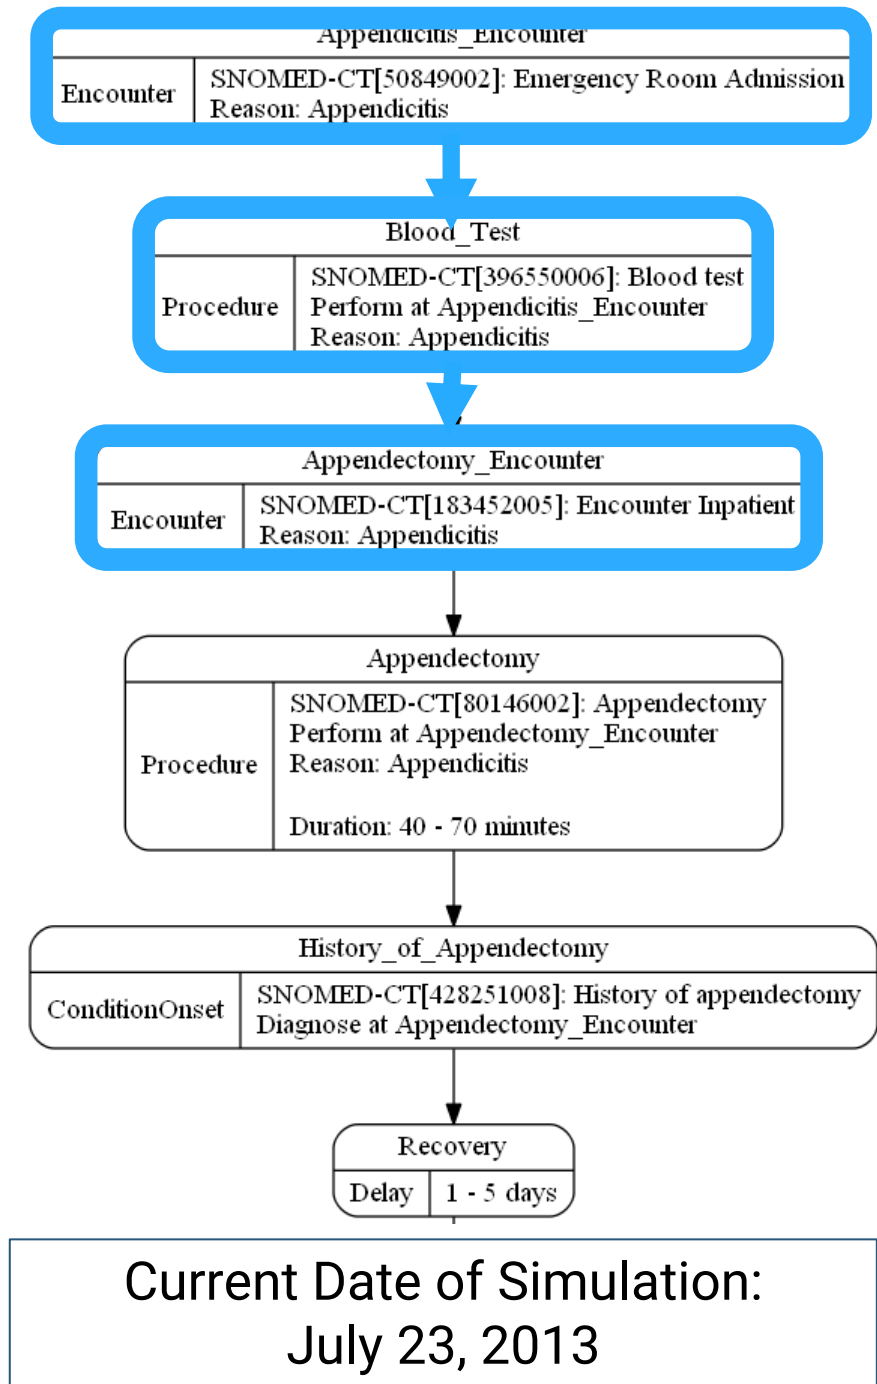 Appendicitis_Encounter
Encounter
SNOMED-CT[50849002]: Emergency Room Admission
Reason: Appendicitis
Blood_Test
Procedure
SNOMED-CT[396550006]: Blood test
Perform at Appendicitis_Encounter
Reason: Appendicitis
Appendectomy_Encounter
Encounter
SNOMED-CT[183452005]: Encounter Inpatient
Reason: Appendicitis
Appendectomy
Procedure
SNOMED-CT[80146002]: Appendectomy
Perform at Appendectomy_Encounter
Reason: Appendicitis
Duration: 40 - 70 minutes
History_of_Appendectomy
ConditionOnset
SNOMED-CT[428251008]: History of appendectomy
Diagnose at Appendectomy_Encounter
Recovery
Delay
1 - 5 days
Current Date of Simulation:
July 23, 2013